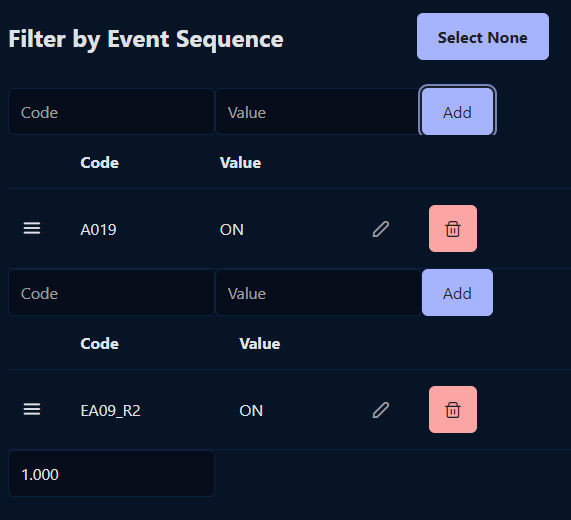 Filter by Event Sequence Select None
Code Value Add
Code Value
A019 ON
Code Value Add
Code Value
EA09_R2 ON
1.000